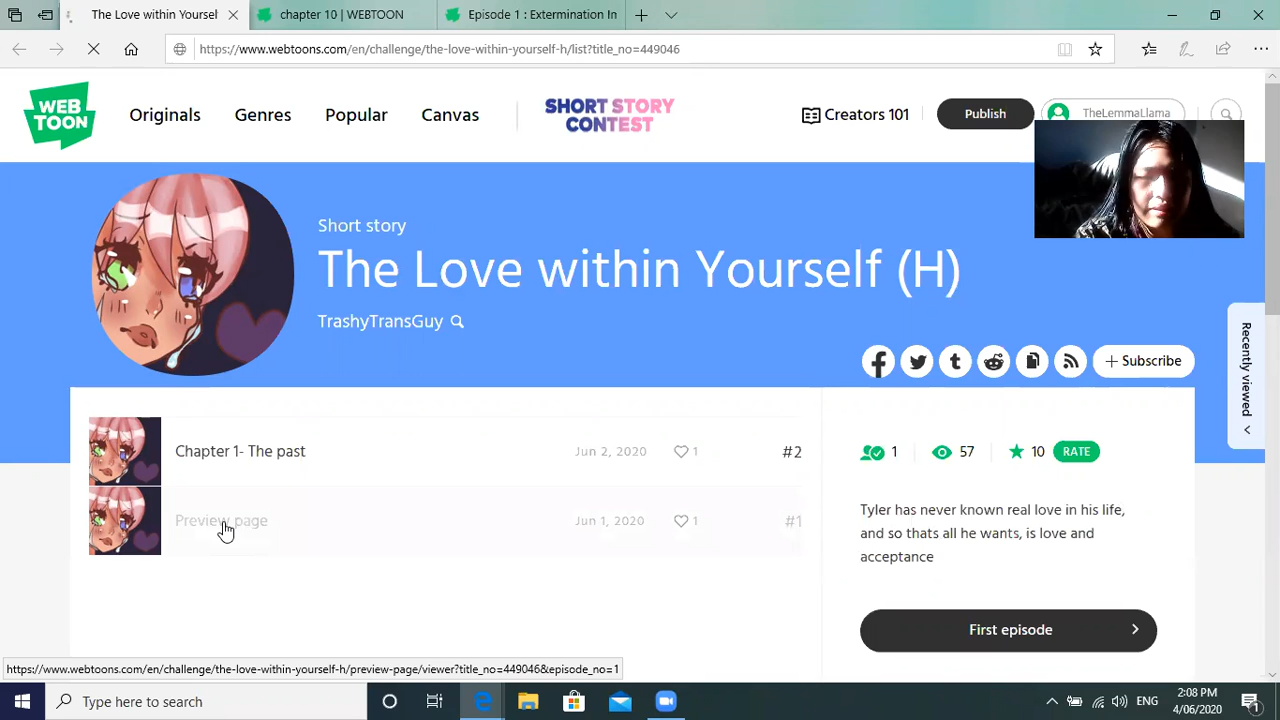 The Love within Yoursel
chapter 10 | WEBTOON
Episode 1 : Extermination In
https://www.webtoons.com/en/challenge/the-love-within-yourself-h/list?title_no=449046
WEB
TOON
Originals
Genres
Popular
Canvas
SHORT STORY
CONTEST
Creators 101
Publish
TheLemmaLlama
Short story
The Love within Yourself (H)
TrashyTransGuy
+ Subscribe
Recently viewed
Chapter 1- The past
Jun 2, 2020
1
#2
Preview page
Jun 1, 2020
1
#1
1
57
10
RATE
Tyler has never known real love in his life,
and so thats all he wants, is love and
acceptance
First episode
https://www.webtoons.com/en/challenge/the-love-within-yourself-h/preview-page/viewer?title_no=449046&episode_no=1
Type here to search
ENG
2:08 PM
4/06/2020